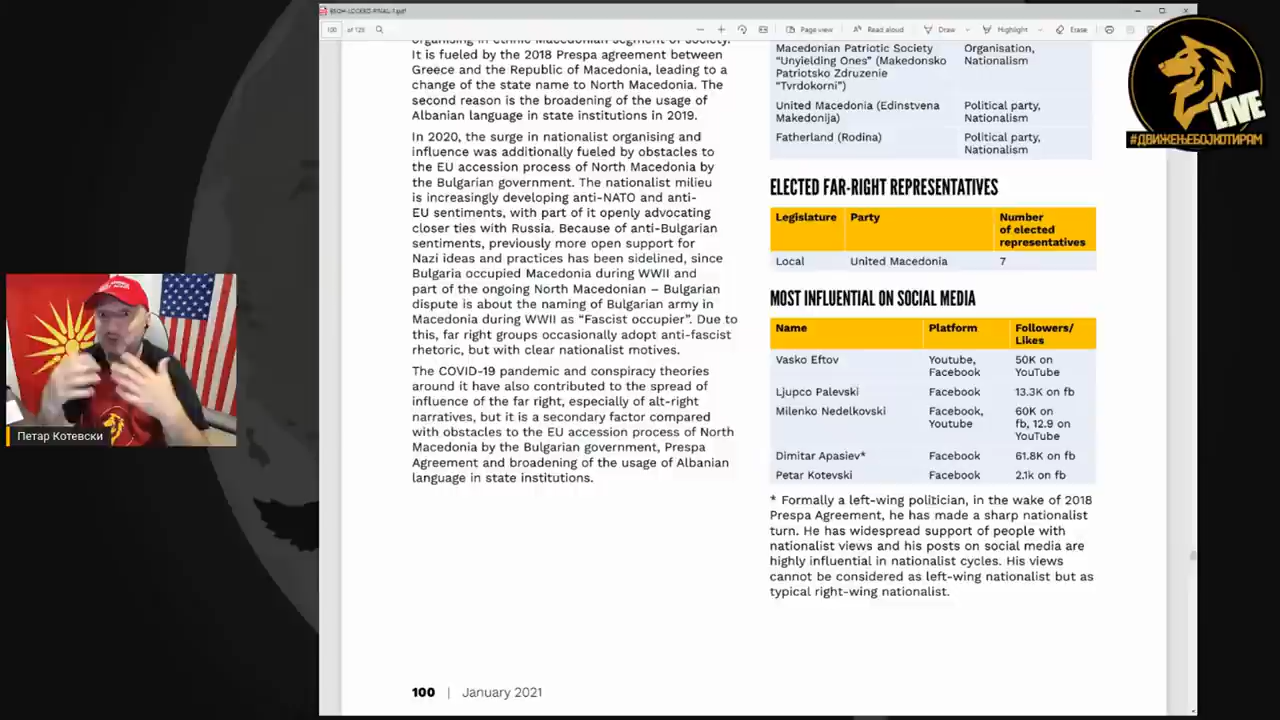 100
of 120
Page view
Read aloud
Draw
Highlight
Erase
organising in ethnic Macedonian segment of society.
It is fueled by the 2018 Prespa agreement between
Greece and the Republic of Macedonia, leading to a
change of the state name to North Macedonia. The
second reason is the broadening of the usage of
Albanian language in state institutions in 2019.
In 2020, the surge in nationalist organising and
influence was additionally fueled by obstacles to
the EU accession process of North Macedonia by
the Bulgarian government. The nationalist milieu
is increasingly developing anti-NATO and anti-
EU sentiments, with part of it openly advocating
closer ties with Russia. Because of anti-Bulgarian
sentiments, previously more open support for
Nazi ideas and practices has been sidelined, since
Bulgaria occupied Macedonia during WWII and
part of the ongoing North Macedonian – Bulgarian
dispute is about the naming of Bulgarian army in
Macedonia during WWII as “Fascist occupier”. Due to
this, far right groups occasionally adopt anti-fascist
rhetoric, but with clear nationalist motives.
The COVID-19 pandemic and conspiracy theories
around it have also contributed to the spread of
influence of the far right, especially of alt-right
narratives, but it is a secondary factor compared
with obstacles to the EU accession process of North
Macedonia by the Bulgarian government, Prespa
Agreement and broadening of the usage of Albanian
language in state institutions.
Macedonian Patriotic Society Organisation,
“Unyielding Ones” (Makedonsko Nationalism
Patriotsko Zdruzenie
“Tvrdokorni”)
United Macedonia (Edinstvena Political party,
Makedonija) Nationalism
Fatherland (Rodina) Political party,
Nationalism
ELECTED FAR-RIGHT REPRESENTATIVES
Legislature Party Number
of elected
representatives
Local United Macedonia 7
MOST INFLUENTIAL ON SOCIAL MEDIA
Name Platform Followers/
Likes
Vasko Eftov Youtube, 50K on
Facebook YouTube
Ljupco Palevski Facebook 13.3K on fb
Milenko Nedelkovski Facebook, 60K on
Youtube fb, 12.9 on
YouTube
Dimitar Apasiev* Facebook 61.8K on fb
Petar Kotevski Facebook 2.1k on fb
* Formally a left-wing politician, in the wake of 2018
Prespa Agreement, he has made a sharp nationalist
turn. He has widespread support of people with
nationalist views and his posts on social media are
highly influential in nationalist cycles. His views
cannot be considered as left-wing nationalist but as
typical right-wing nationalist.
100 | January 2021
Петар Котевски
LIVE
#ДВИЖЕЊЕБОЈКОТИРАМ